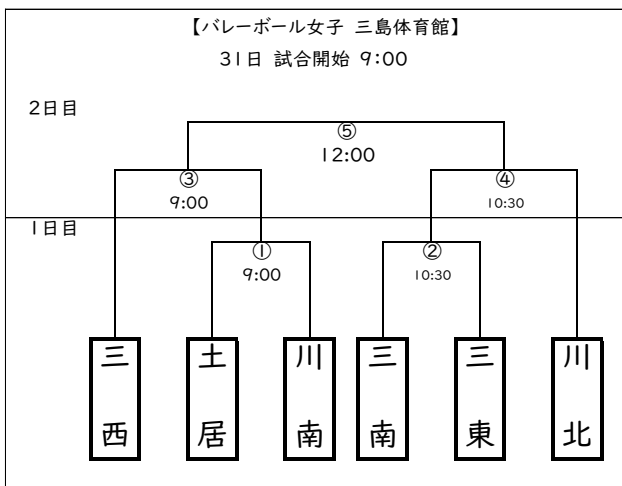 【バレーボール女子 三島体育館】
31日 試合開始 9:00
2日目
⑤
12:00
③
9:00
④
10:30
1日目
①
9:00
②
10:30
三西
土居
川南
三南
三東
川北